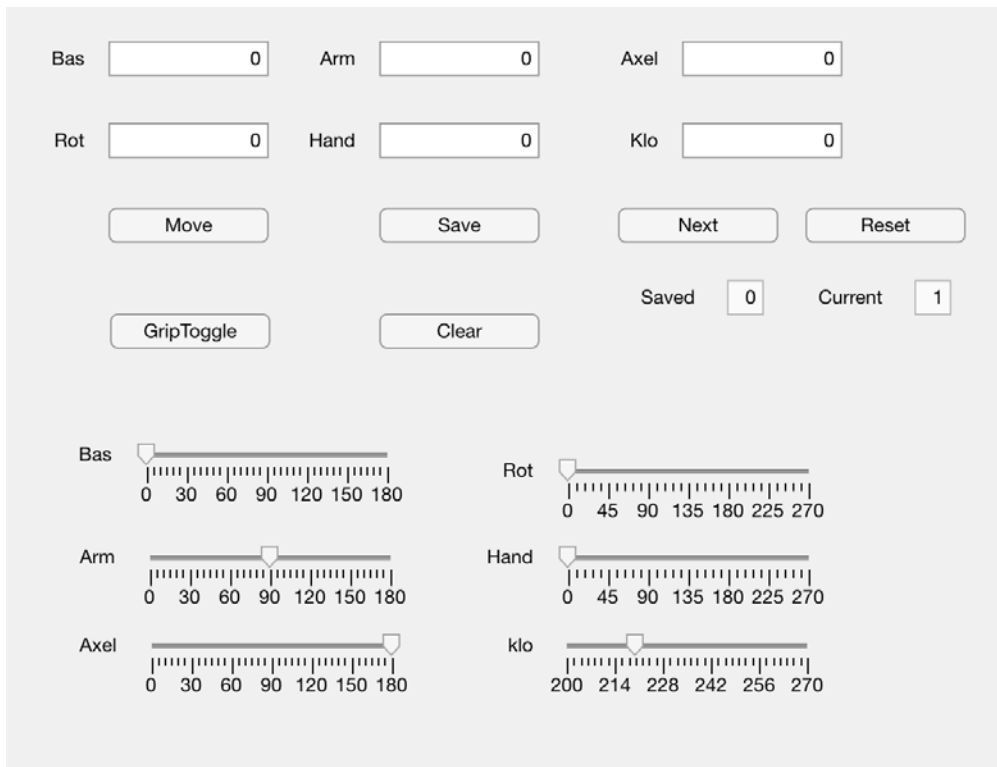 Bas 0 Arm 0 Axel 0
Rot 0 Hand 0 Klo 0
Move Save Next Reset
Saved 0 Current 1
GripToggle Clear
Bas
0 30 60 90 120 150 180
Rot
0 45 90 135 180 225 270
Arm
0 30 60 90 120 150 180
Hand
0 45 90 135 180 225 270
Axel
0 30 60 90 120 150 180
klo
200 214 228 242 256 270